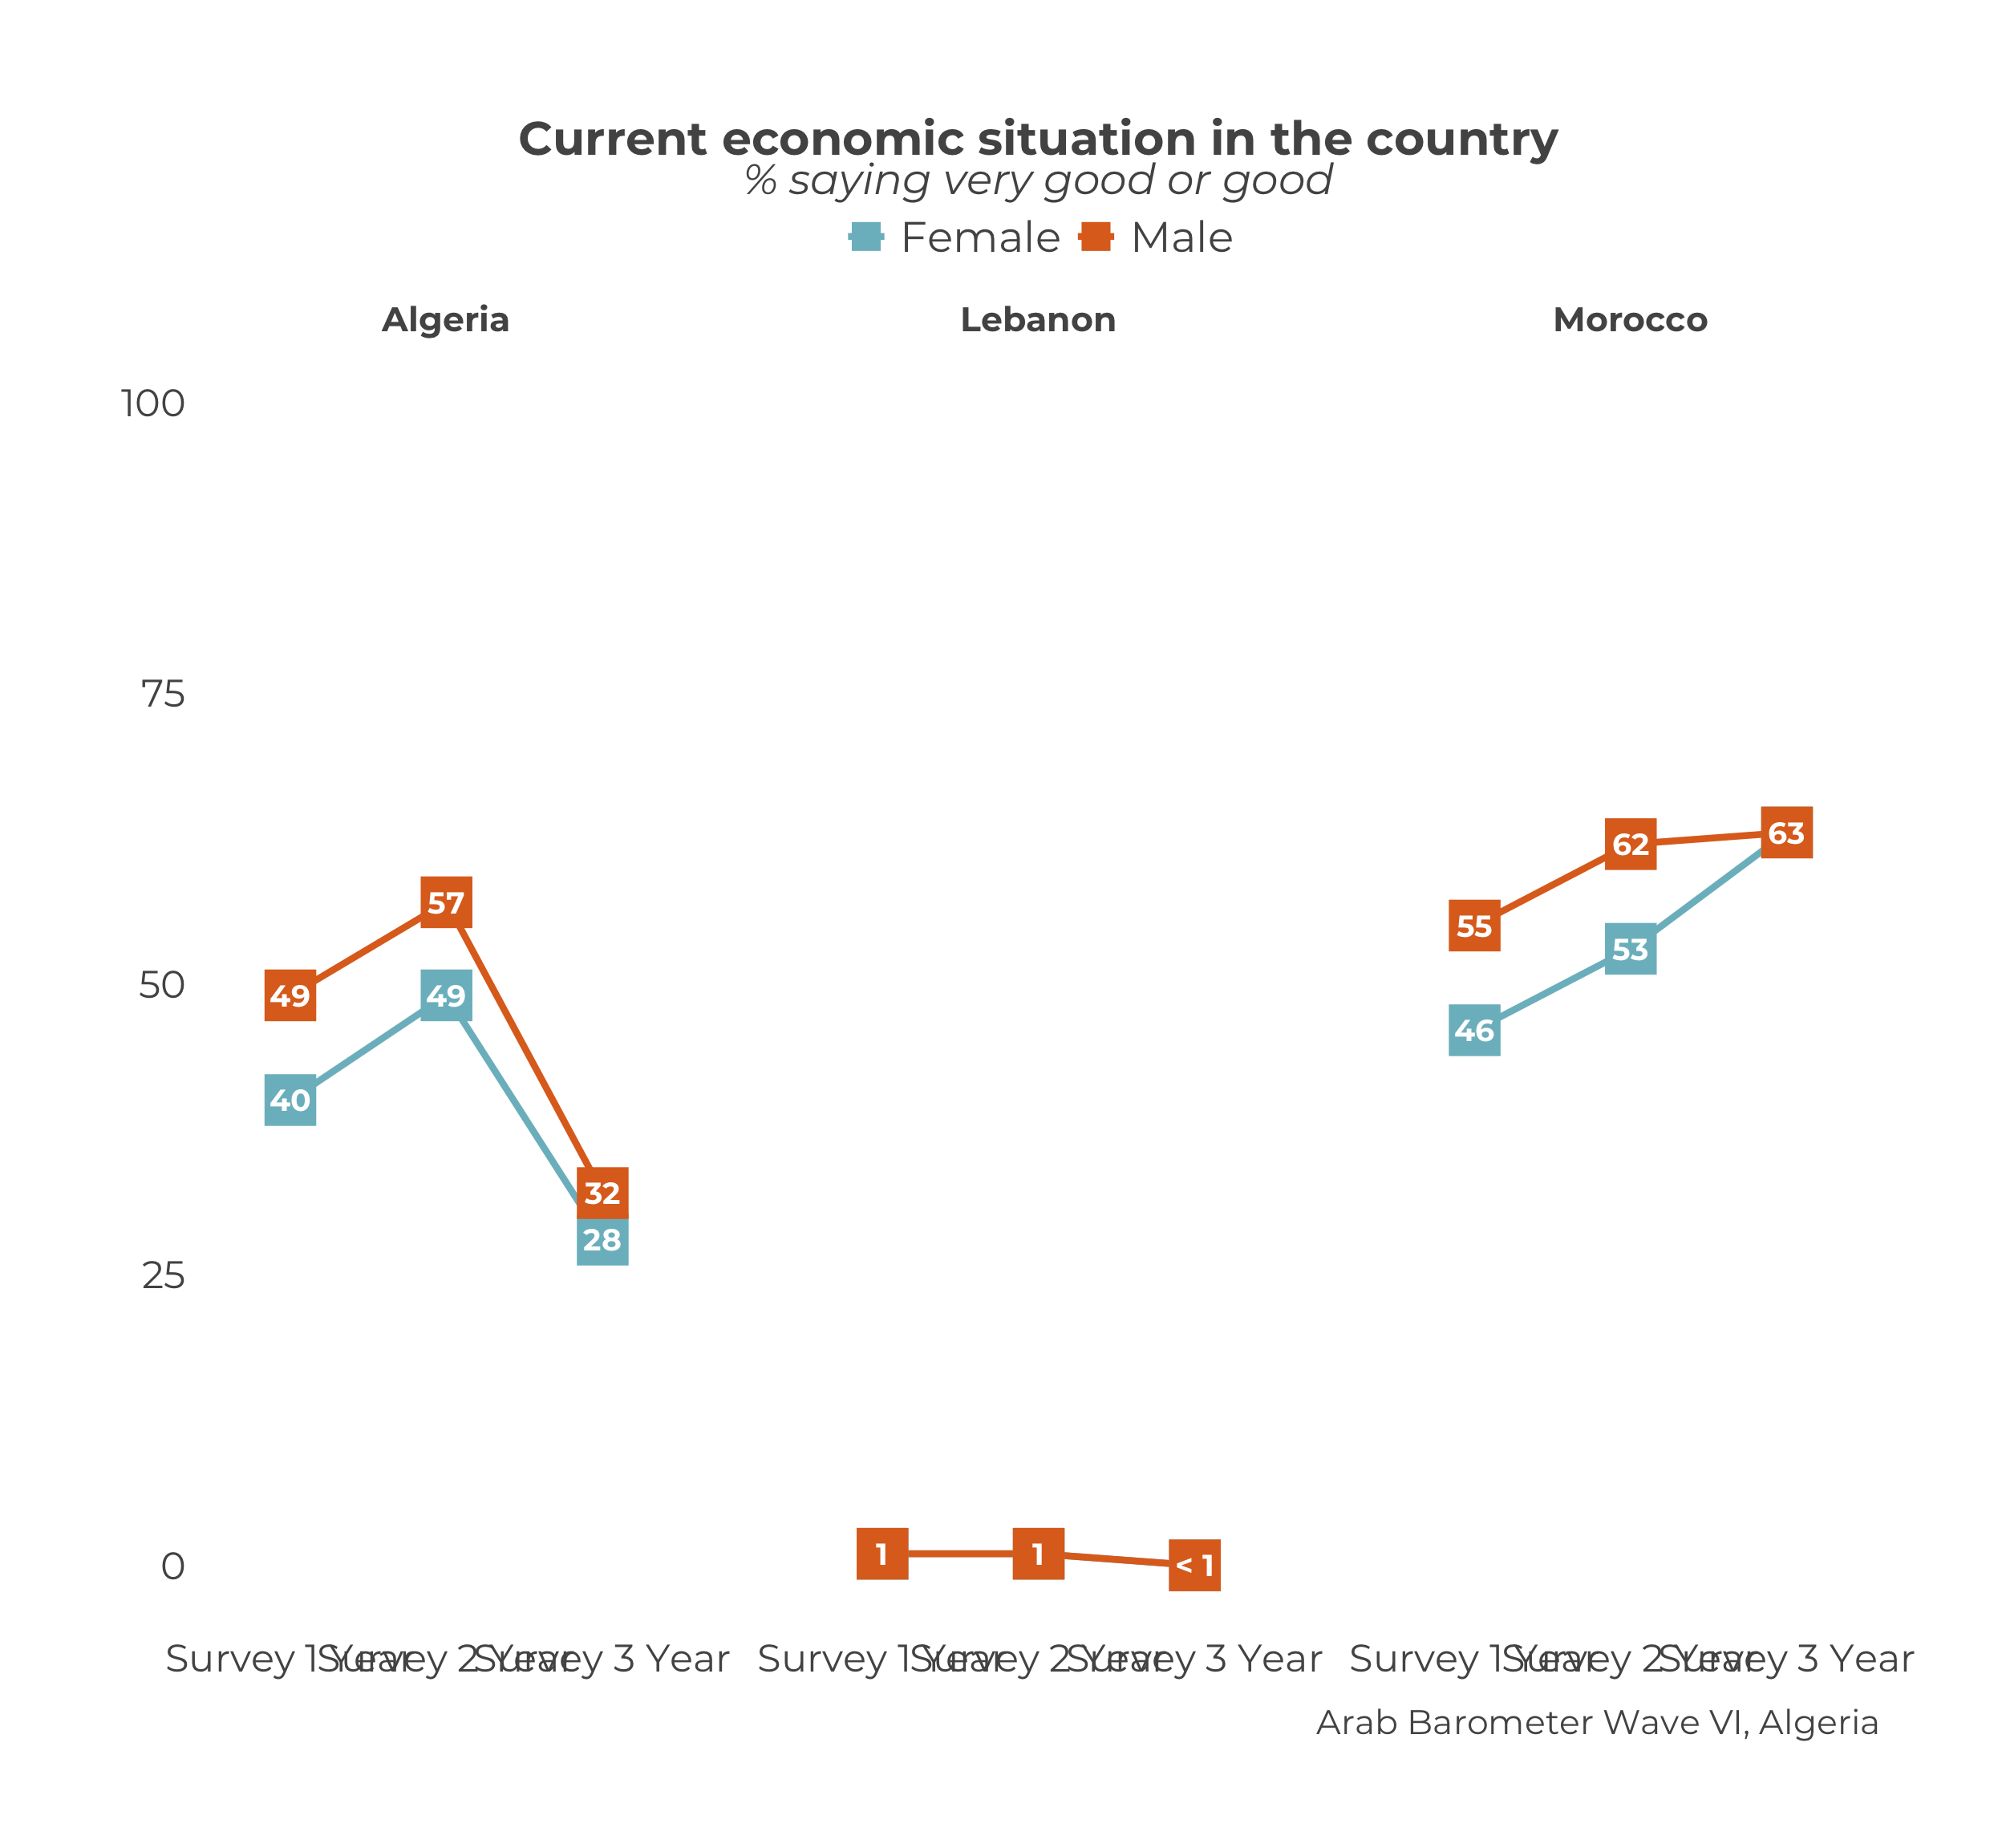 Current economic situation in the country
% saying very good or good
Female Male
Algeria Lebanon Morocco
100
75
50
25
0
49 57 32
40 49 28
1 1 < 1
55 62 63
46 53
Survey 1 Year Survey 2 Year Survey 3 Year Survey 1 Year Survey 2 Year Survey 3 Year Survey 1 Year Survey 2 Year Survey 3 Year
Arab Barometer Wave VI, Algeria